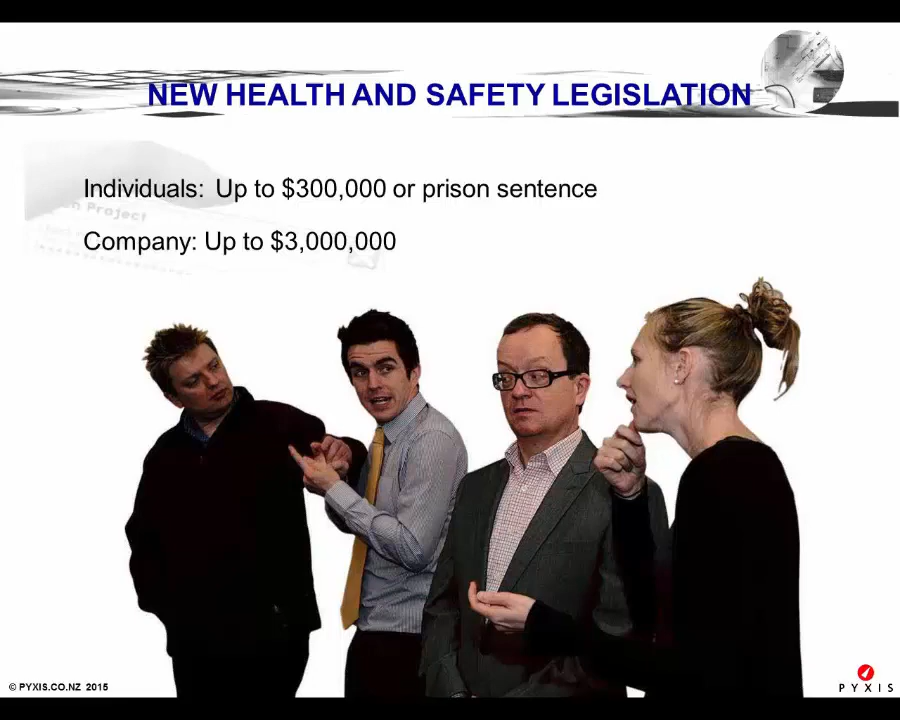 NEW HEALTH AND SAFETY LEGISLATION
Individuals: Up to $300,000 or prison sentence
Project
Company: Up to $3,000,000
© PYXIS.CO.NZ 2015
PYXIS